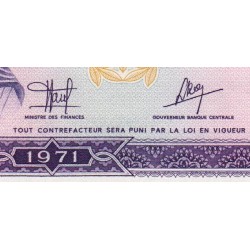 MINISTRE DES FINANCES GOUVERNEUR BANQUE CENTRALE
TOUT CONTREFACTEUR SERA PUNI PAR LA LOI EN VIGUEUR
1971